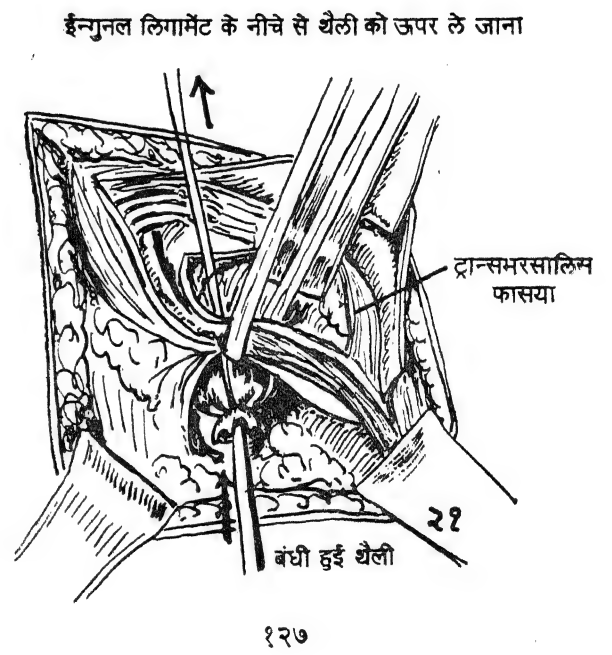 ईन्गुनल लिगामेंट के नीचे से थैली को ऊपर ले जाना
ट्रान्सभरसालिस
फासया
२१
बंधी हुई थैली
१२७